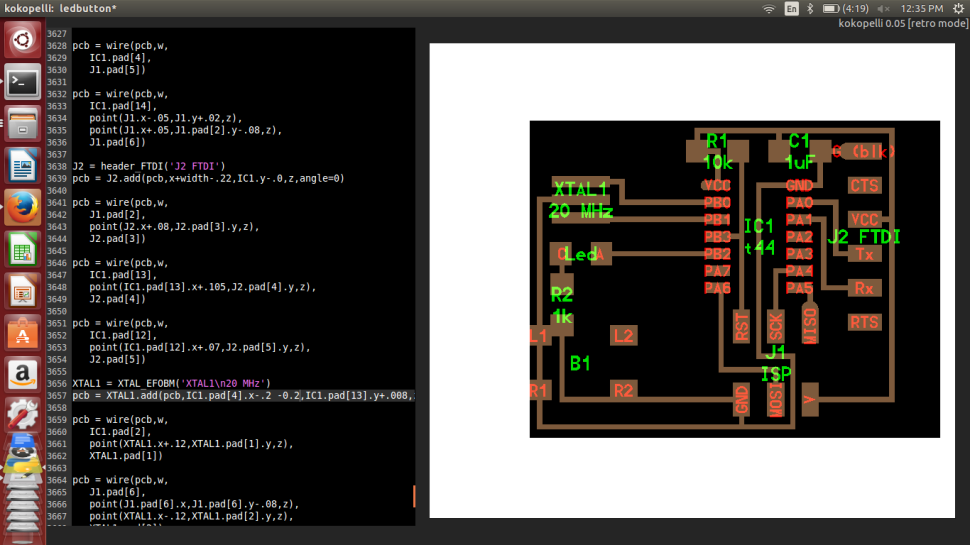 kokopelli: ledbutton*
En
(4:19)
12:35 PM
kokopelli 0.05 [retro mode]
3627
3628 pcb = wire(pcb,w,
3629 IC1.pad[4],
3630 J1.pad[5])
3631
3632 pcb = wire(pcb,w,
3633 IC1.pad[14],
3634 point(J1.x-.05,J1.y+.02,z),
3635 point(J1.x+.05,J1.pad[2].y-.08,z),
3636 J1.pad[6])
3637
3638 J2 = header_FTDI('J2 FTDI')
3639 pcb = J2.add(pcb,x+width-.22,IC1.y-.0,z,angle=0)
3640
3641 pcb = wire(pcb,w,
3642 J1.pad[2],
3643 point(J2.x+.08,J2.pad[3].y,z),
3644 J2.pad[3])
3645
3646 pcb = wire(pcb,w,
3647 IC1.pad[13],
3648 point(IC1.pad[13].x+.105,J2.pad[4].y,z),
3649 J2.pad[4])
3650
3651 pcb = wire(pcb,w,
3652 IC1.pad[12],
3653 point(IC1.pad[12].x+.07,J2.pad[5].y,z),
3654 J2.pad[5])
3655
3656 XTAL1 = XTAL_EFOBM('XTAL1\n20 MHz')
3657 pcb = XTAL1.add(pcb,IC1.pad[4].x-.2 -0.2,IC1.pad[13].y+.008,
3658
3659 pcb = wire(pcb,w,
3660 IC1.pad[2],
3661 point(XTAL1.x+.12,XTAL1.pad[1].y,z),
3662 XTAL1.pad[1])
3663
3664 pcb = wire(pcb,w,
3665 J1.pad[6],
3666 point(J1.pad[6].x,J1.pad[6].y-.08,z),
3667 point(XTAL1.x-.12,XTAL1.pad[2].y,z),
R1
10k
C1
1uF
G (blk)
XTAL1
20 MHz
VCC
PB0
PB1
PB3
PB2
PA7
PA6
IC1
t44
GND
PA0
PA1
PA2
PA3
PA4
PA5
CTS
VCC
J2 FTDI
Tx
Rx
RTS
C
Led
A
R2
1k
L1
L2
B1
R1
R2
RST
SCK
MISO
J1
ISP
GND
MOSI
V